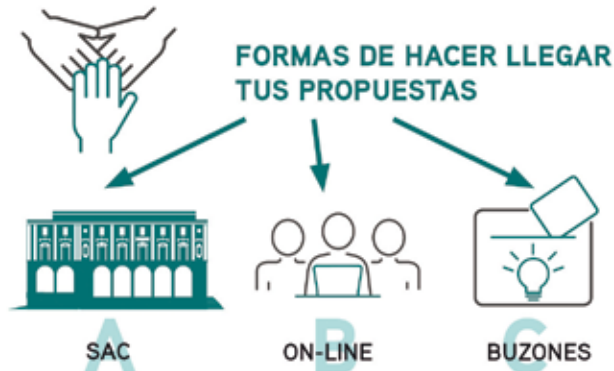 FORMAS DE HACER LLEGAR
TUS PROPUESTAS
A
SAC
B
ON-LINE
C
BUZONES